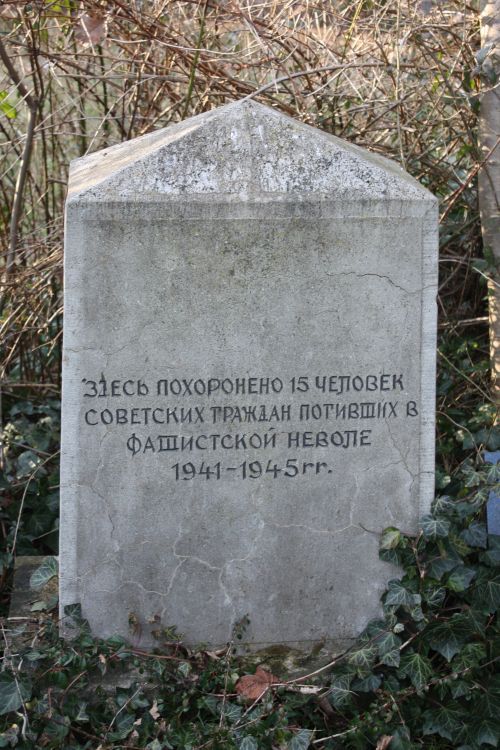 ЗДЕСЬ ПОХОРОНЕНО 15 ЧЕЛОВЕК
СОВЕТСКИХ ГРАЖДАН ПОГИВШИХ В
ФАШИСТСКОЙ НЕВОЛЕ
1941-1945гг.